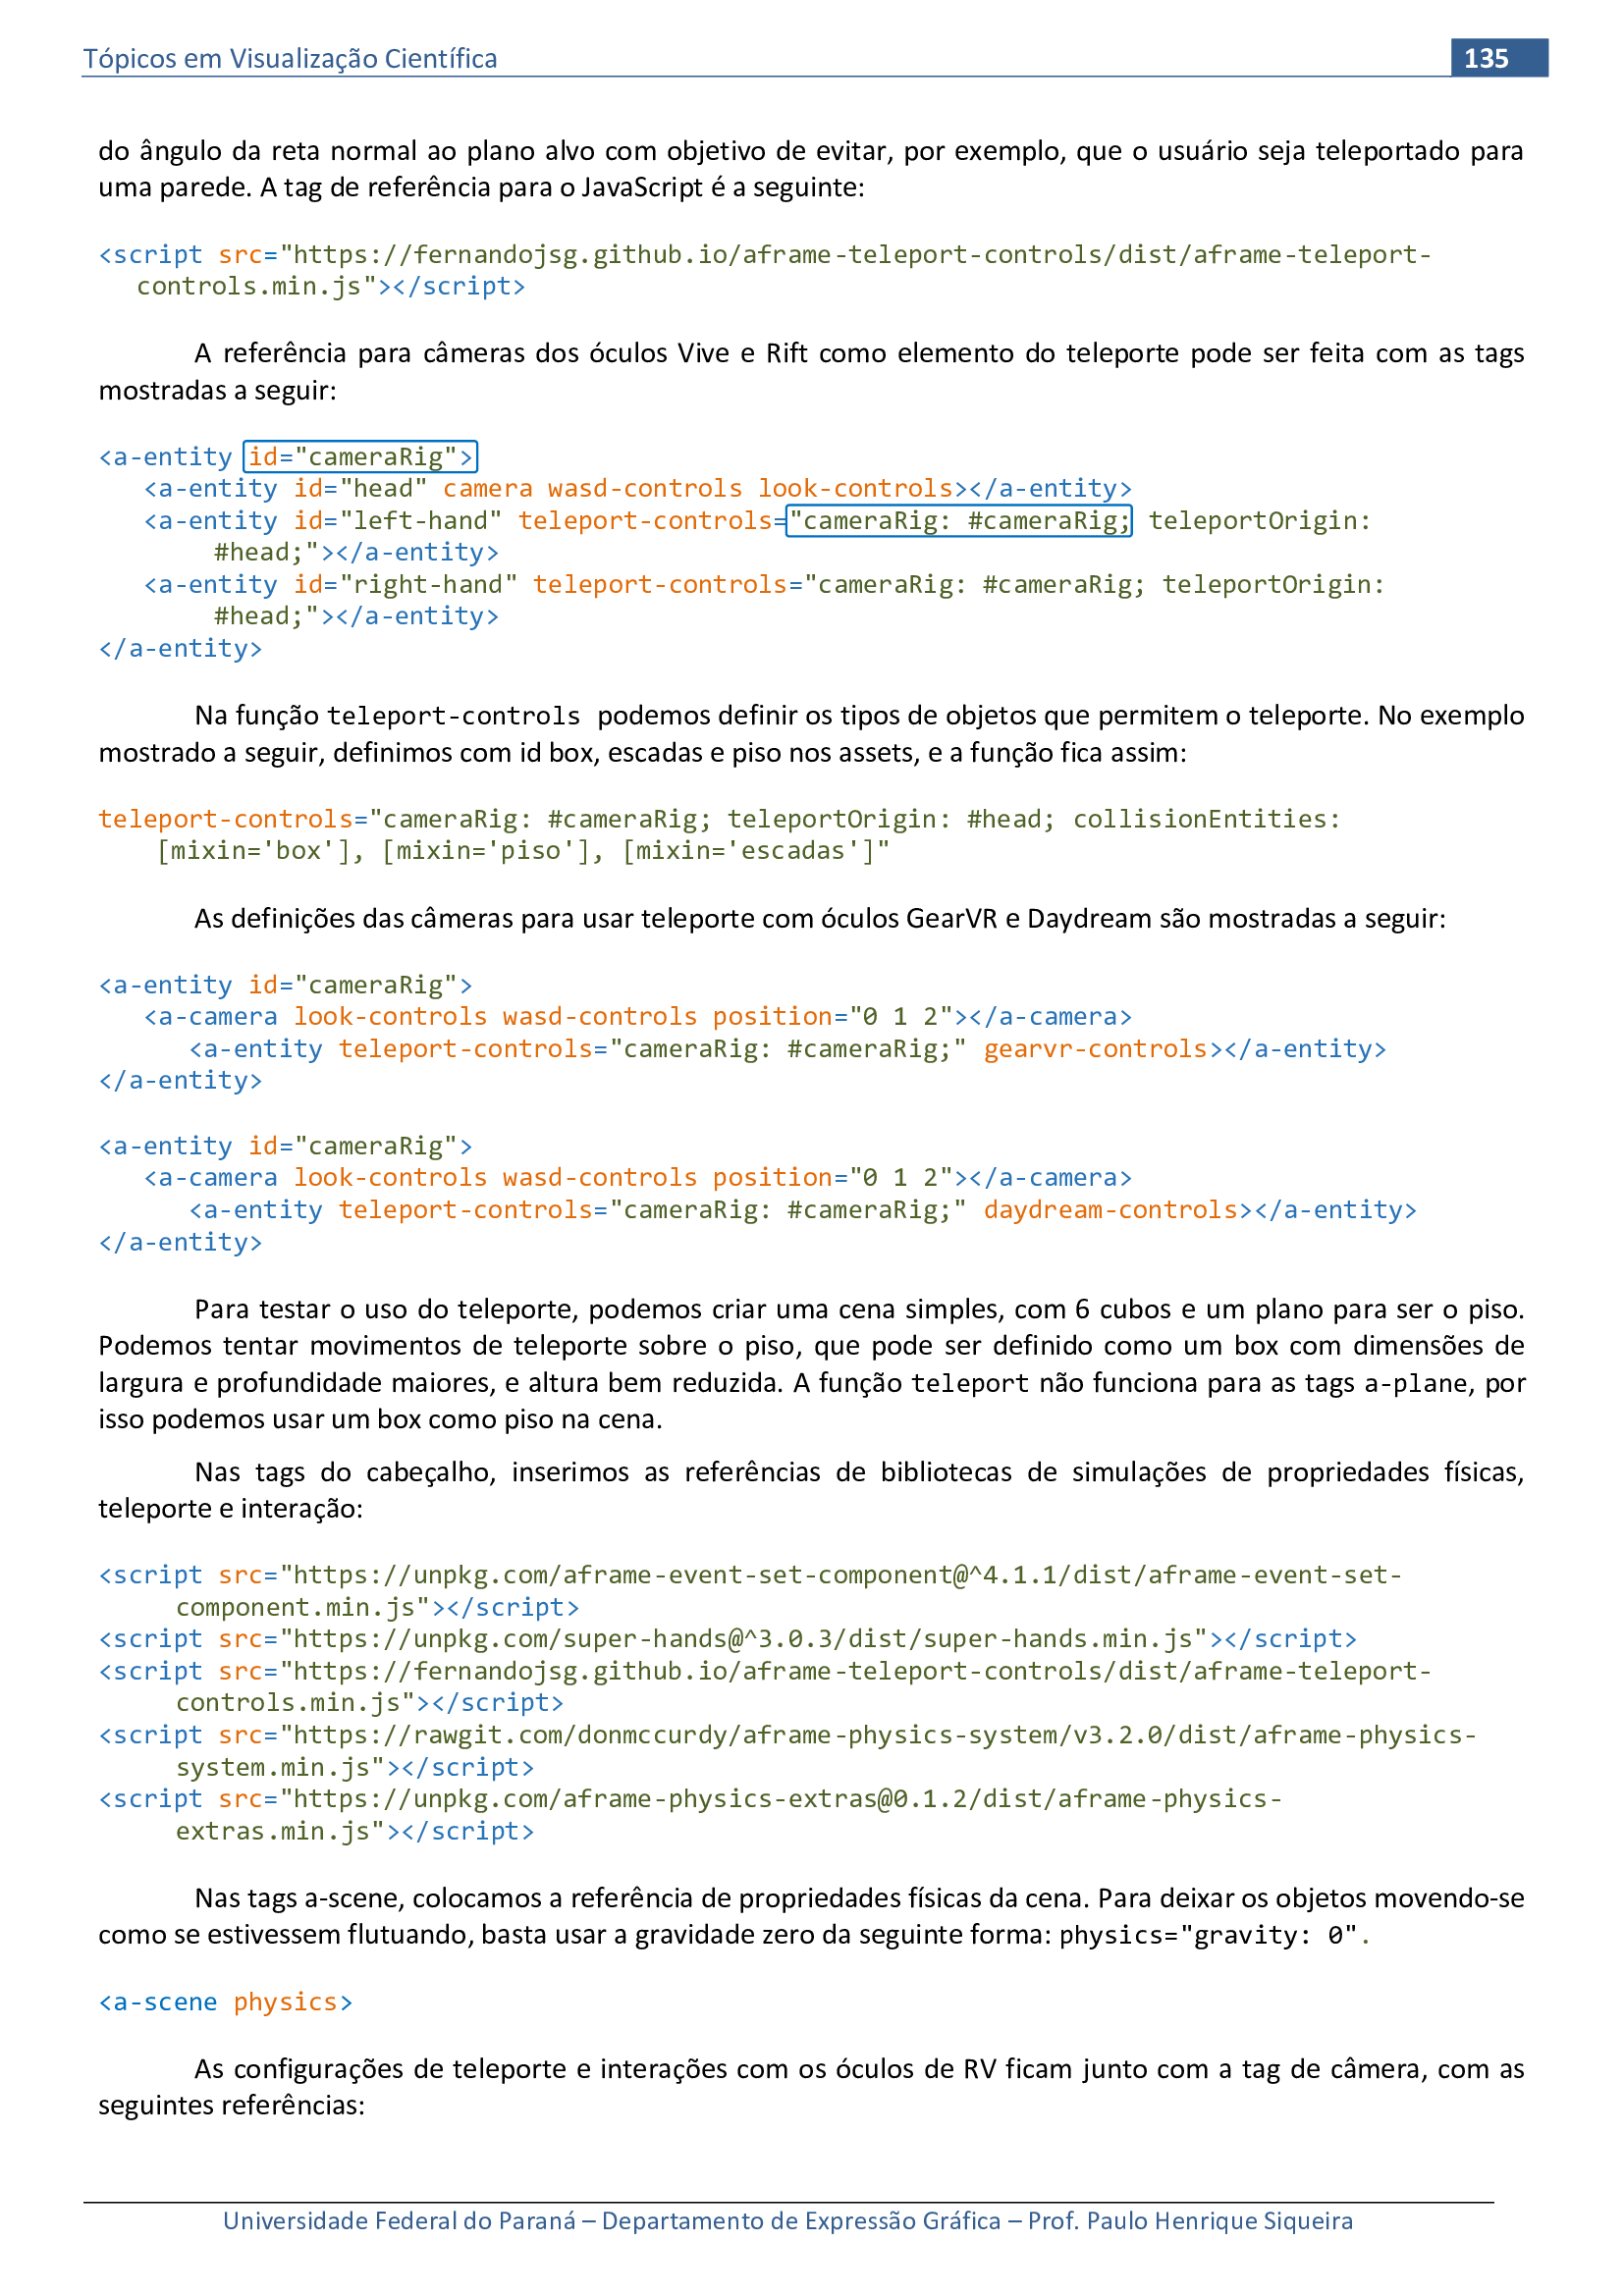 Tópicos em Visualização Científica 135
do ângulo da reta normal ao plano alvo com objetivo de evitar, por exemplo, que o usuário seja teleportado para
uma parede. A tag de referência para o JavaScript é a seguinte:
<script src="https://fernandojsg.github.io/aframe-teleport-controls/dist/aframe-teleport-
controls.min.js"></script>
A referência para câmeras dos óculos Vive e Rift como elemento do teleporte pode ser feita com as tags
mostradas a seguir:
<a-entity id="cameraRig">
<a-entity id="head" camera wasd-controls look-controls></a-entity>
<a-entity id="left-hand" teleport-controls="cameraRig: #cameraRig; teleportOrigin:
#head;"></a-entity>
<a-entity id="right-hand" teleport-controls="cameraRig: #cameraRig; teleportOrigin:
#head;"></a-entity>
</a-entity>
Na função teleport-controls podemos definir os tipos de objetos que permitem o teleporte. No exemplo
mostrado a seguir, definimos com id box, escadas e piso nos assets, e a função fica assim:
teleport-controls="cameraRig: #cameraRig; teleportOrigin: #head; collisionEntities:
[mixin='box'], [mixin='piso'], [mixin='escadas']"
As definições das câmeras para usar teleporte com óculos GearVR e Daydream são mostradas a seguir:
<a-entity id="cameraRig">
<a-camera look-controls wasd-controls position="0 1 2"></a-camera>
<a-entity teleport-controls="cameraRig: #cameraRig;" gearvr-controls></a-entity>
</a-entity>
<a-entity id="cameraRig">
<a-camera look-controls wasd-controls position="0 1 2"></a-camera>
<a-entity teleport-controls="cameraRig: #cameraRig;" daydream-controls></a-entity>
</a-entity>
Para testar o uso do teleporte, podemos criar uma cena simples, com 6 cubos e um plano para ser o piso.
Podemos tentar movimentos de teleporte sobre o piso, que pode ser definido como um box com dimensões de
largura e profundidade maiores, e altura bem reduzida. A função teleport não funciona para as tags a-plane, por
isso podemos usar um box como piso na cena.
Nas tags do cabeçalho, inserimos as referências de bibliotecas de simulações de propriedades físicas,
teleporte e interação:
<script src="https://unpkg.com/aframe-event-set-component@^4.1.1/dist/aframe-event-set-
component.min.js"></script>
<script src="https://unpkg.com/super-hands@^3.0.3/dist/super-hands.min.js"></script>
<script src="https://fernandojsg.github.io/aframe-teleport-controls/dist/aframe-teleport-
controls.min.js"></script>
<script src="https://rawgit.com/donmccurdy/aframe-physics-system/v3.2.0/dist/aframe-physics-
system.min.js"></script>
<script src="https://unpkg.com/aframe-physics-extras@0.1.2/dist/aframe-physics-
extras.min.js"></script>
Nas tags a-scene, colocamos a referência de propriedades físicas da cena. Para deixar os objetos movendo-se
como se estivessem flutuando, basta usar a gravidade zero da seguinte forma: physics="gravity: 0".
<a-scene physics>
As configurações de teleporte e interações com os óculos de RV ficam junto com a tag de câmera, com as
seguintes referências:
Universidade Federal do Paraná – Departamento de Expressão Gráfica – Prof. Paulo Henrique Siqueira